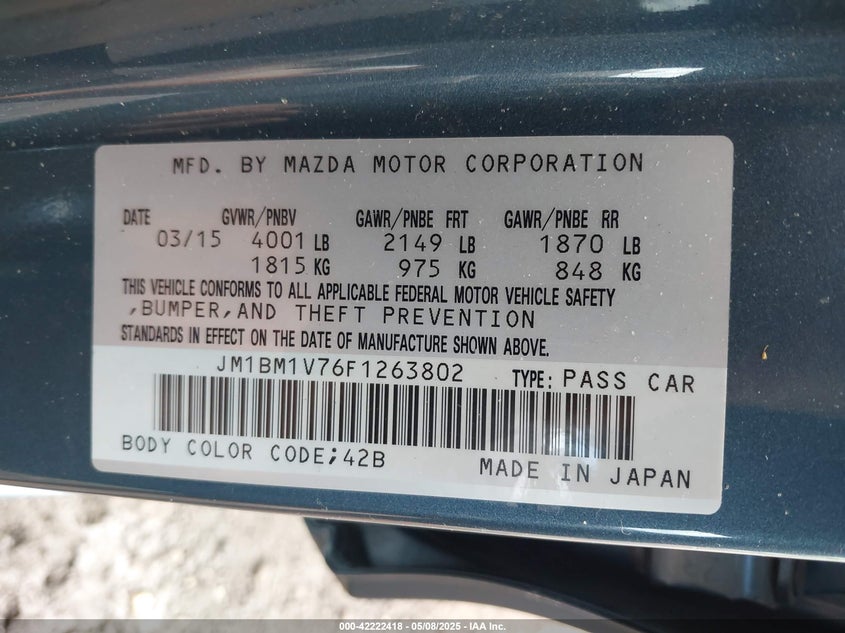 MFD. BY MAZDA MOTOR CORPORATION
DATE GVWR/PNBV GAWR/PNBE FRT GAWR/PNBE RR
03/15 4001 LB 2149 LB 1870 LB
1815 KG 975 KG 848 KG
THIS VEHICLE CONFORMS TO ALL APPLICABLE FEDERAL MOTOR VEHICLE SAFETY
,BUMPER,AND THEFT PREVENTION
STANDARDS IN EFFECT ON THE DATE OF MANUFACTURE SHOWN ABOVE.
JM1BM1V76F1263802 TYPE: PASS CAR
BODY COLOR CODE;42B MADE IN JAPAN
000-42222418 - 05/08/2025 - IAA Inc.